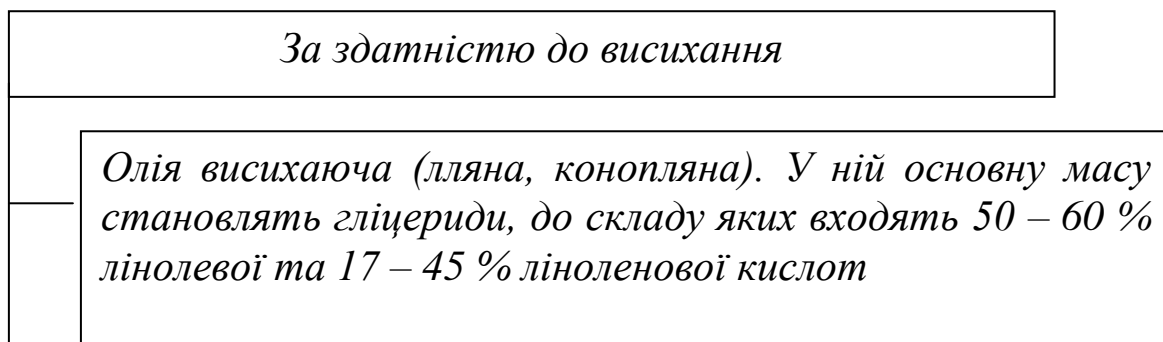 За здатністю до висихання
Олія висихаюча (лляна, конопляна). У ній основну масу
становлять гліцериди, до складу яких входять 50 – 60 %
лінолевої та 17 – 45 % ліноленової кислот